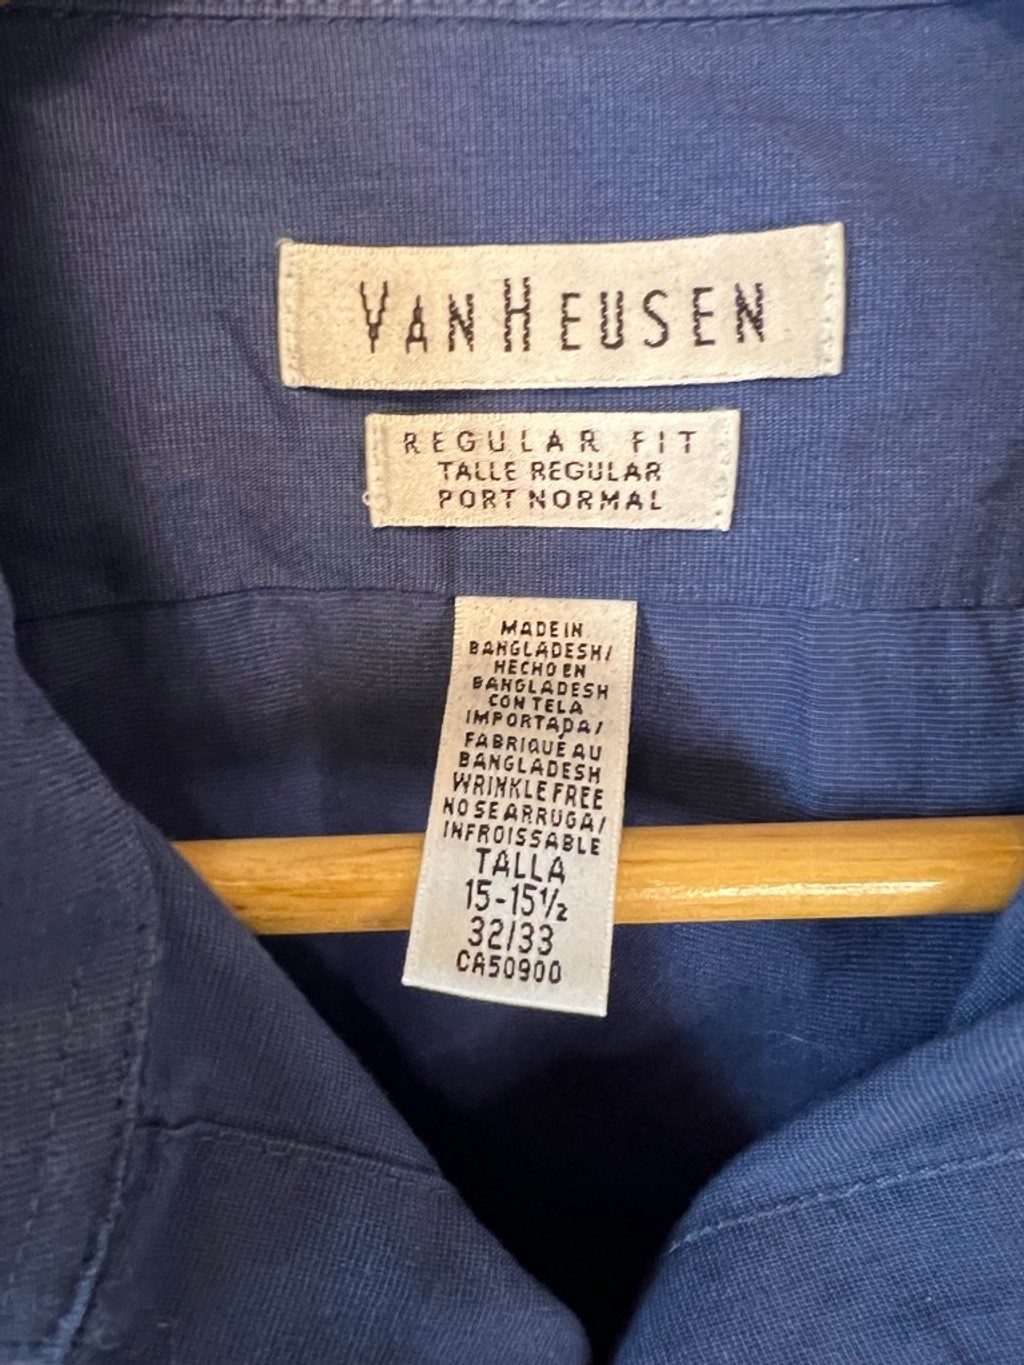 VAN HEUSEN
REGULAR FIT
TALLE REGULAR
PORT NORMAL
MADE IN
BANGLADESH/
HECHO EN
BANGLADESH
CON TELA
IMPORTADA/
FABRIQUÉ AU
BANGLADESH
WRINKLE FREE
NO SE ARRUGA/
INFROISSABLE
TALLA
15-15½
32/33
CA50900